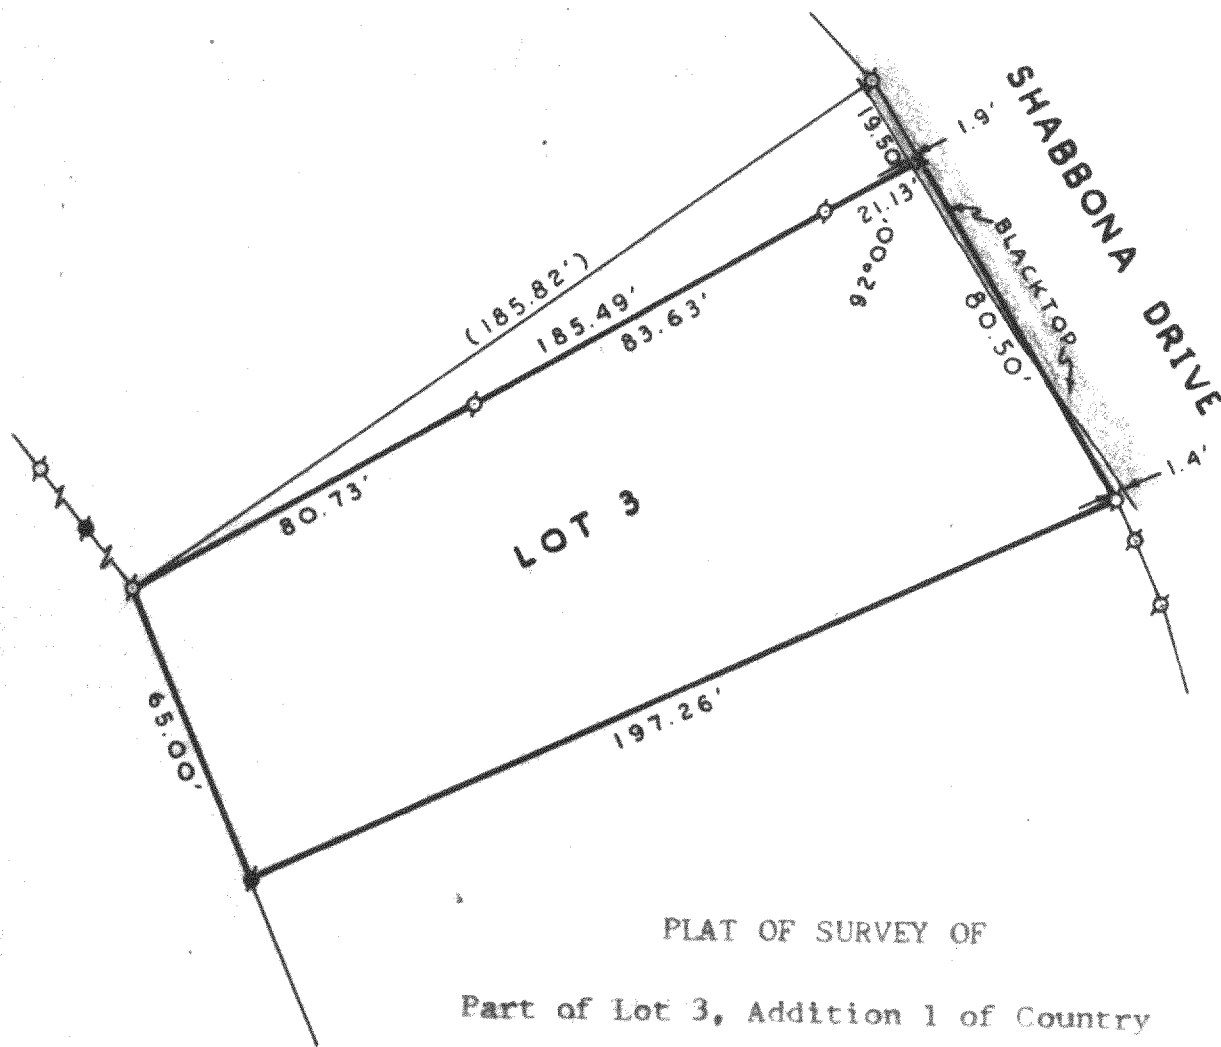 SHABBONA DRIVE
1.9'
19.50'
21.13'
92°00'
BLACKTOP
80.50'
(185.82')
185.49'
83.63'
80.73'
LOT 3
1.4'
65.00'
197.26'
PLAT OF SURVEY OF
Part of Lot 3, Addition 1 of Country